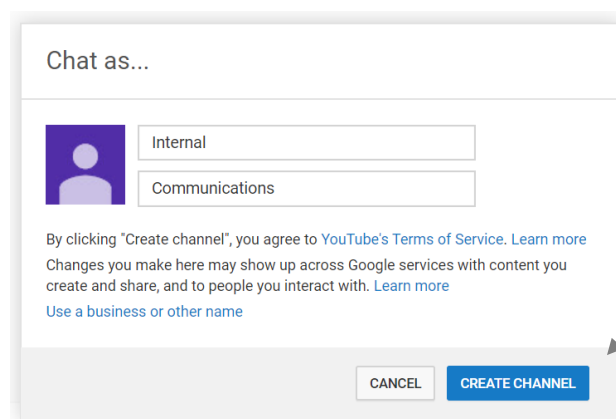 Chat as...
Internal
Communications
By clicking "Create channel", you agree to YouTube's Terms of Service. Learn more
Changes you make here may show up across Google services with content you
create and share, and to people you interact with. Learn more
Use a business or other name
CANCEL CREATE CHANNEL